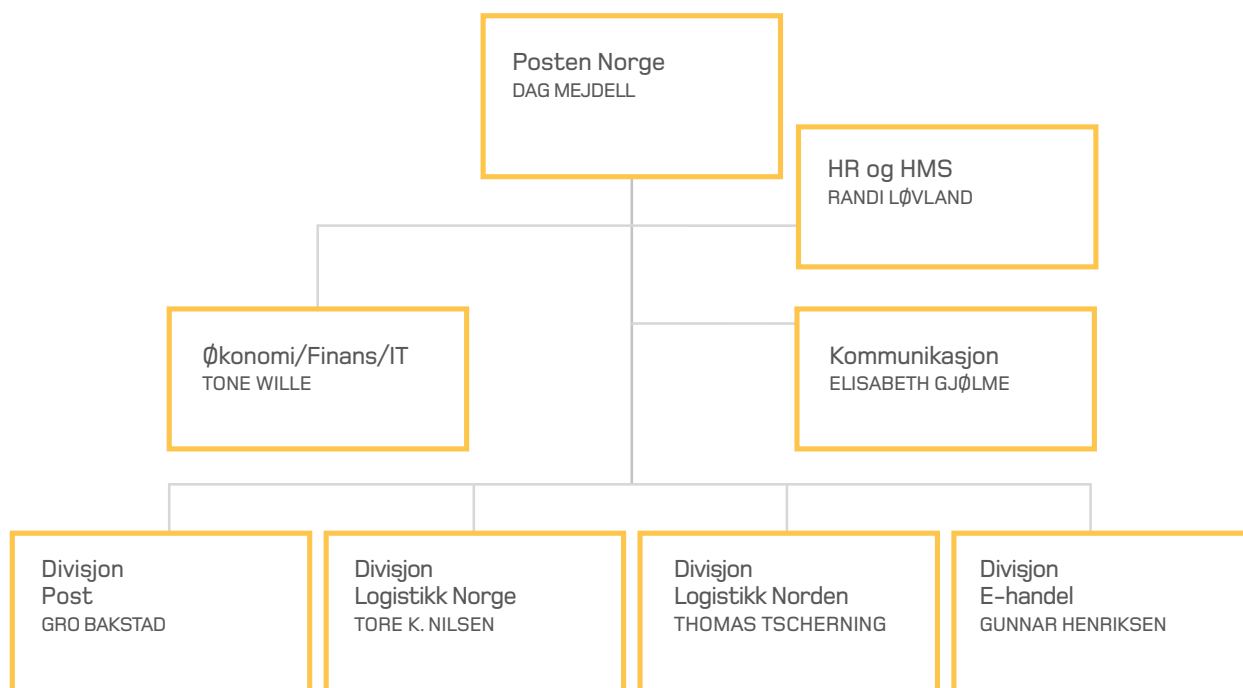 Posten Norge
DAG MEJDELL
HR og HMS
RANDI LØVLAND
Økonomi/Finans/IT
TONE WILLE
Kommunikasjon
ELISABETH GJØLME
Divisjon
Post
GRO BAKSTAD
Divisjon
Logistikk Norge
TORE K. NILSEN
Divisjon
Logistikk Norden
THOMAS TSCHERNING
Divisjon
E-handel
GUNNAR HENRIKSEN